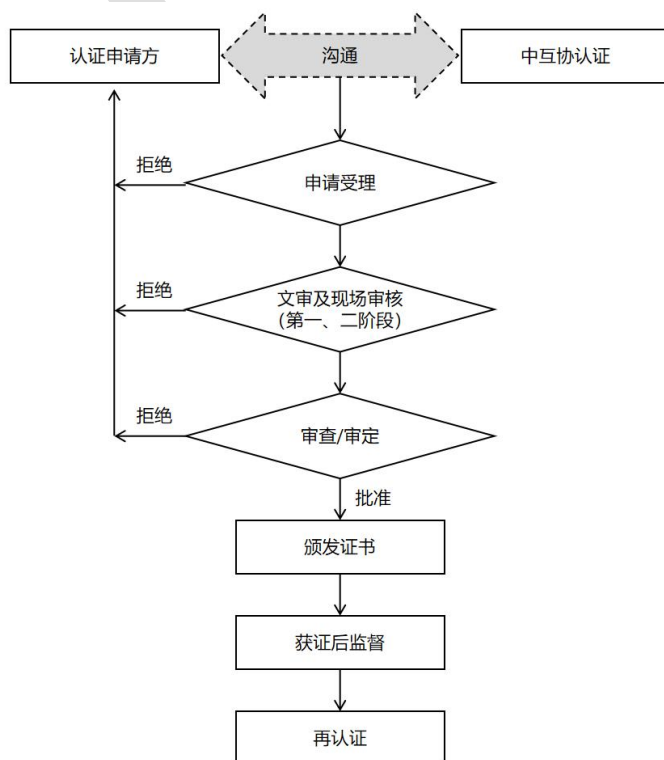 认证申请方
沟通
中互协认证
拒绝
申请受理
拒绝
文审及现场审核
(第一、二阶段)
拒绝
审查/审定
批准
颁发证书
获证后监督
再认证